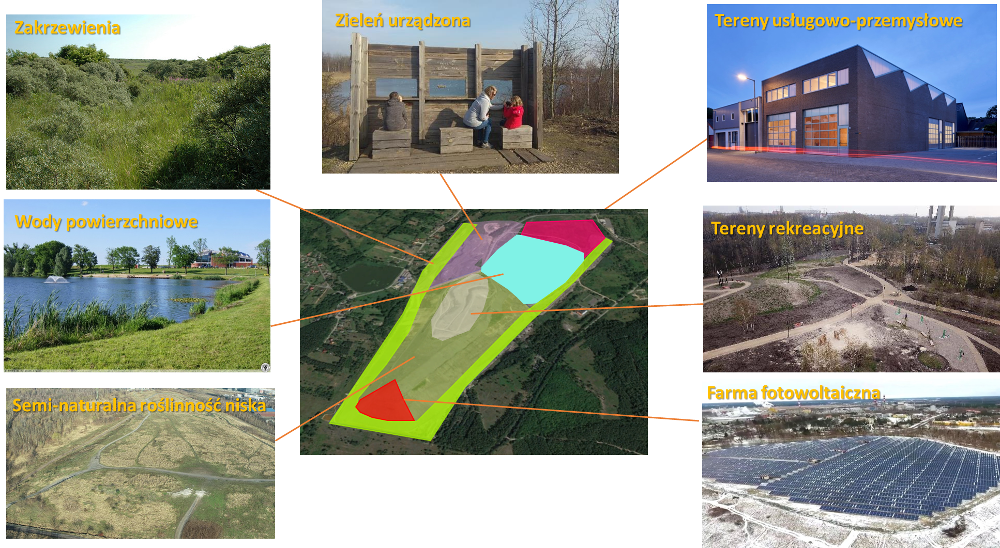 Zakrzewienia
Zieleń urządzona
Tereny usługowo-przemysłowe
Wody powierzchniowe
Tereny rekreacyjne
Semi-naturalna roślinność niska
Farma fotowoltaiczna